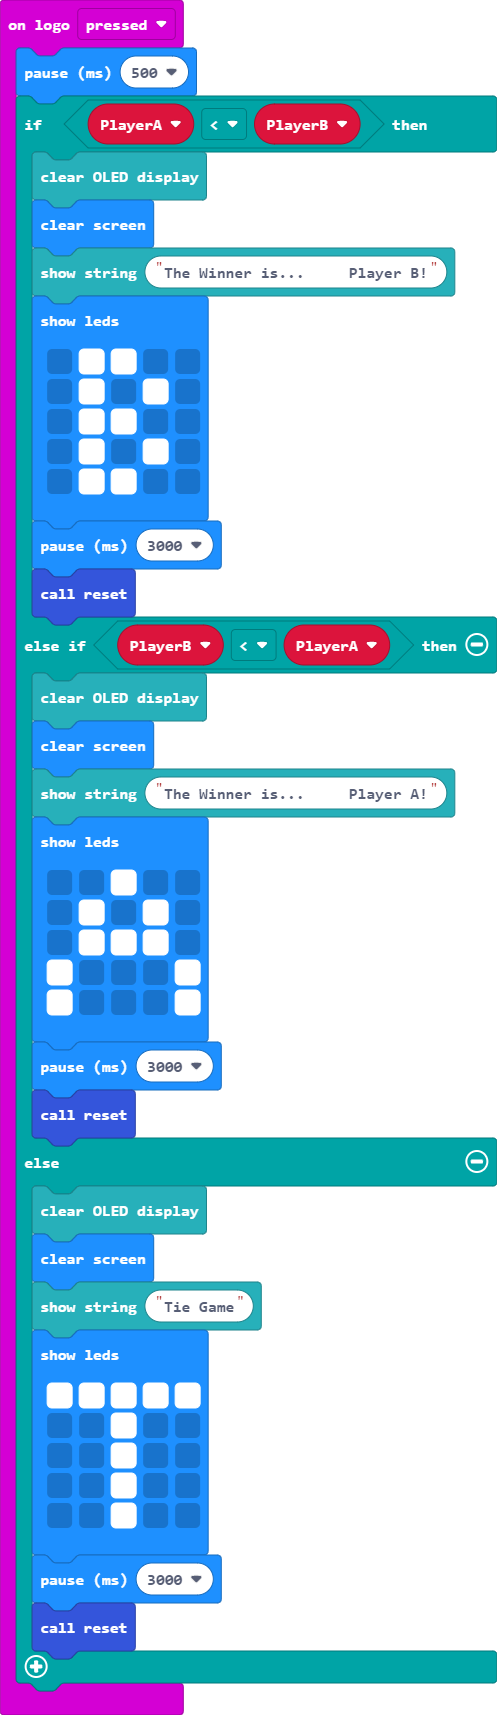 on logo pressed
pause (ms) 500
if PlayerA < PlayerB then
clear OLED display
clear screen
show string "The Winner is...     Player B!"
show leds
pause (ms) 3000
call reset
else if PlayerB < PlayerA then
clear OLED display
clear screen
show string "The Winner is...     Player A!"
show leds
pause (ms) 3000
call reset
else
clear OLED display
clear screen
show string "Tie Game"
show leds
pause (ms) 3000
call reset